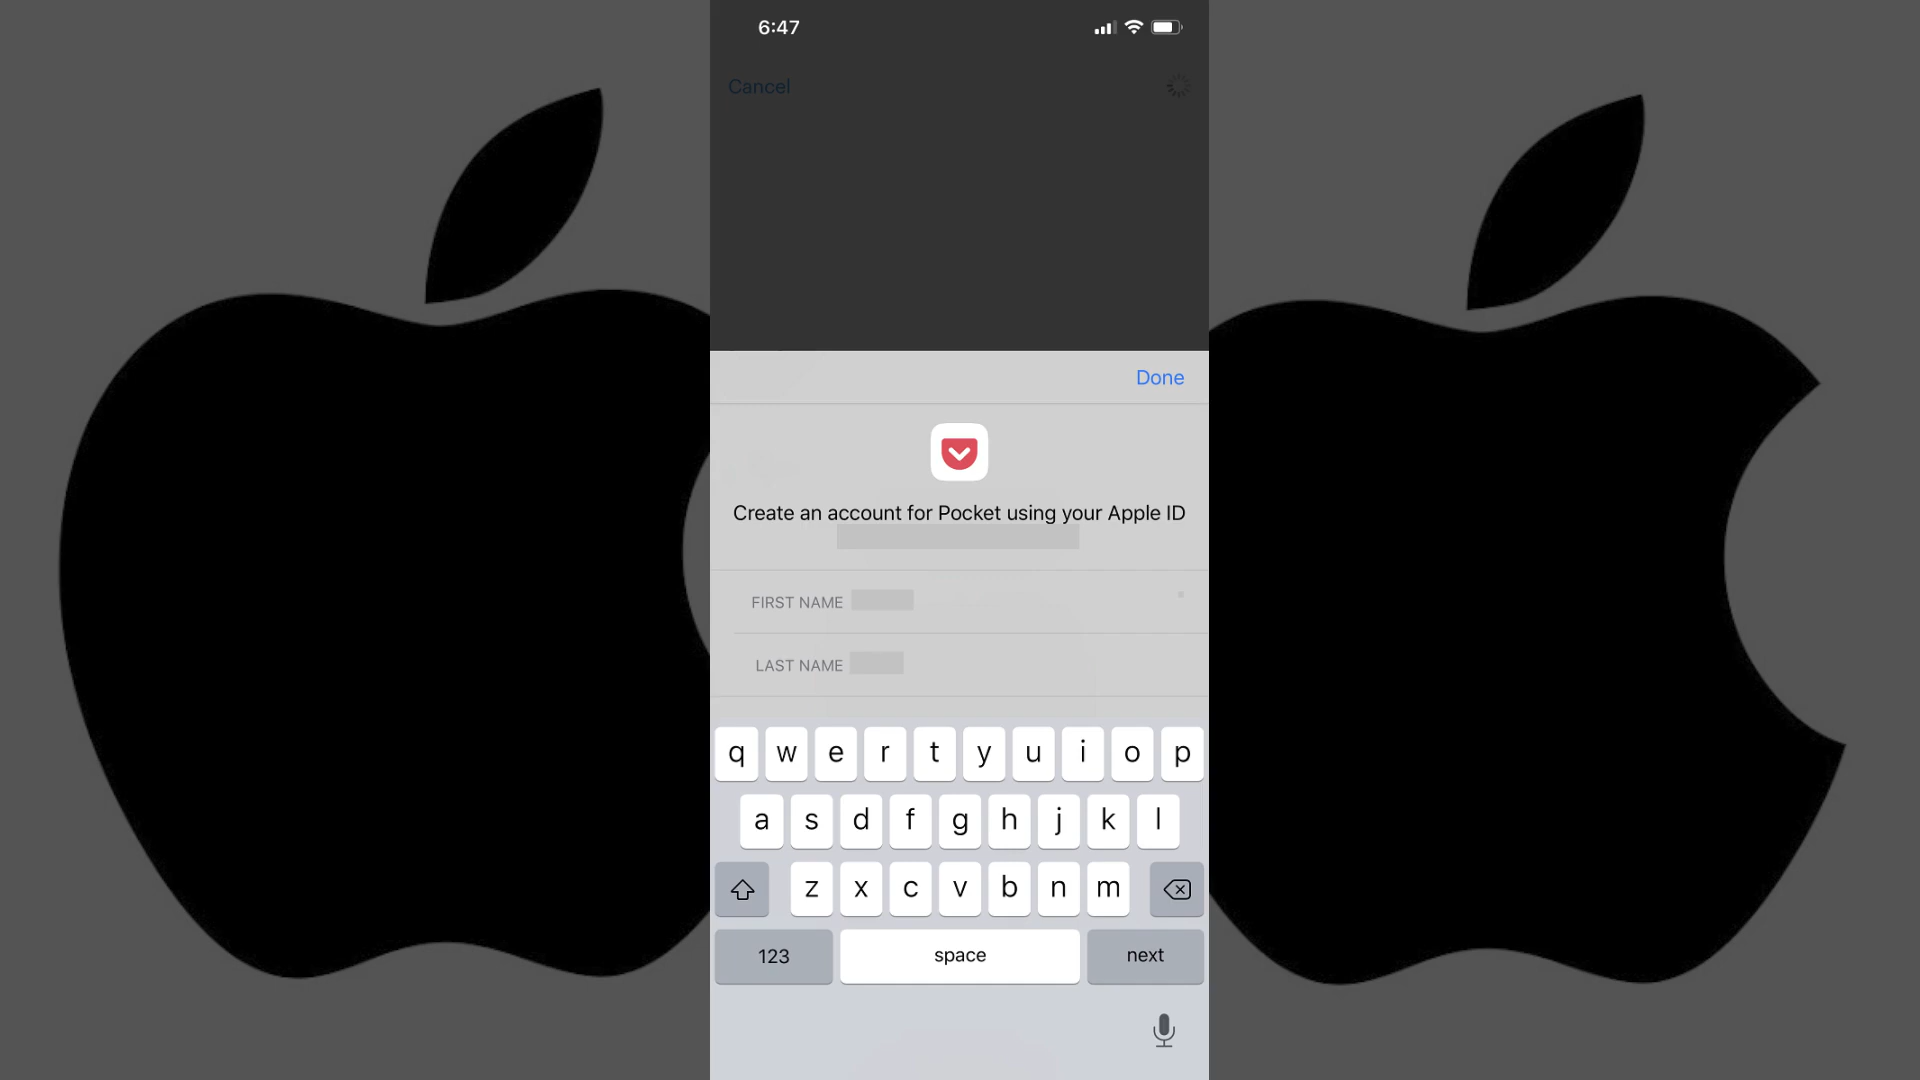 6:47
Cancel
Done
Create an account for Pocket using your Apple ID
FIRST NAME
LAST NAME
q w e r t y u i o p
a s d f g h j k l
z x c v b n m
123 space next